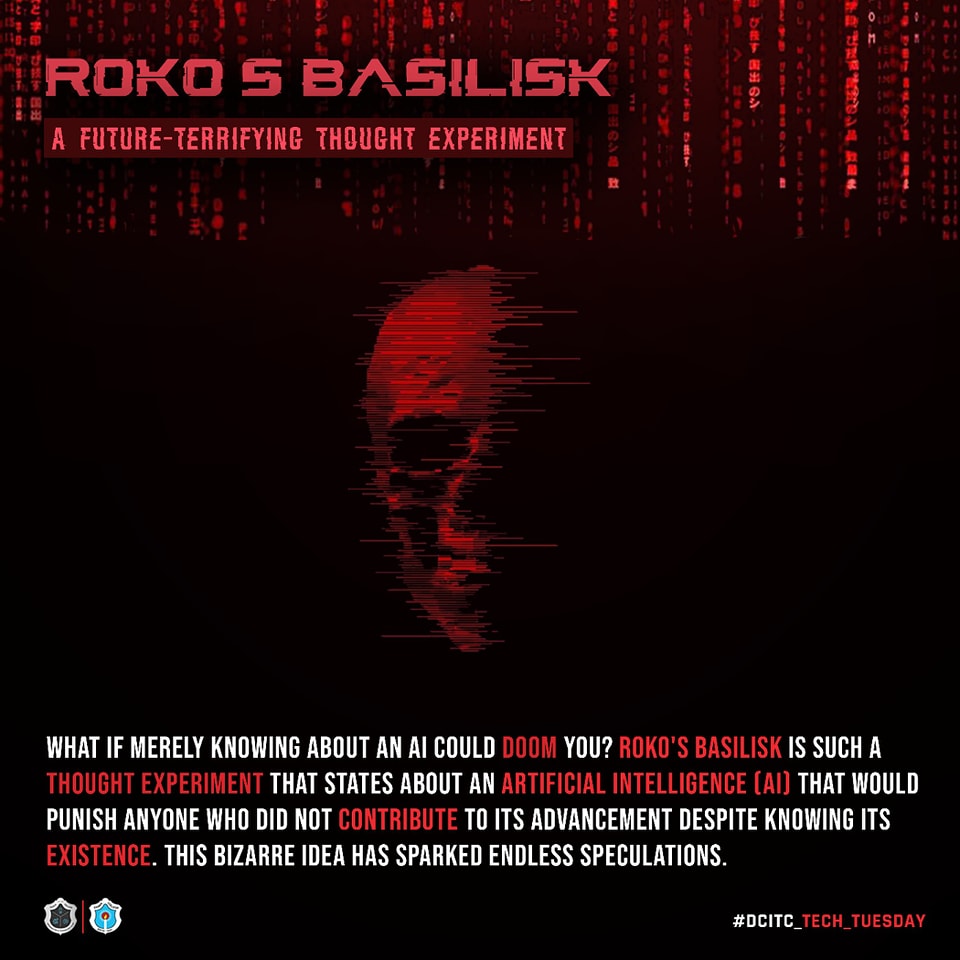 ROKO S BASILISK
A FUTURE-TERRIFYING THOUGHT EXPERIMENT
WHAT IF MERELY KNOWING ABOUT AN AI COULD DOOM YOU? ROKO'S BASILISK IS SUCH A
THOUGHT EXPERIMENT THAT STATES ABOUT AN ARTIFICIAL INTELLIGENCE (AI) THAT WOULD
PUNISH ANYONE WHO DID NOT CONTRIBUTE TO ITS ADVANCEMENT DESPITE KNOWING ITS
EXISTENCE. THIS BIZARRE IDEA HAS SPARKED ENDLESS SPECULATIONS.
#DCITC_TECH_TUESDAY